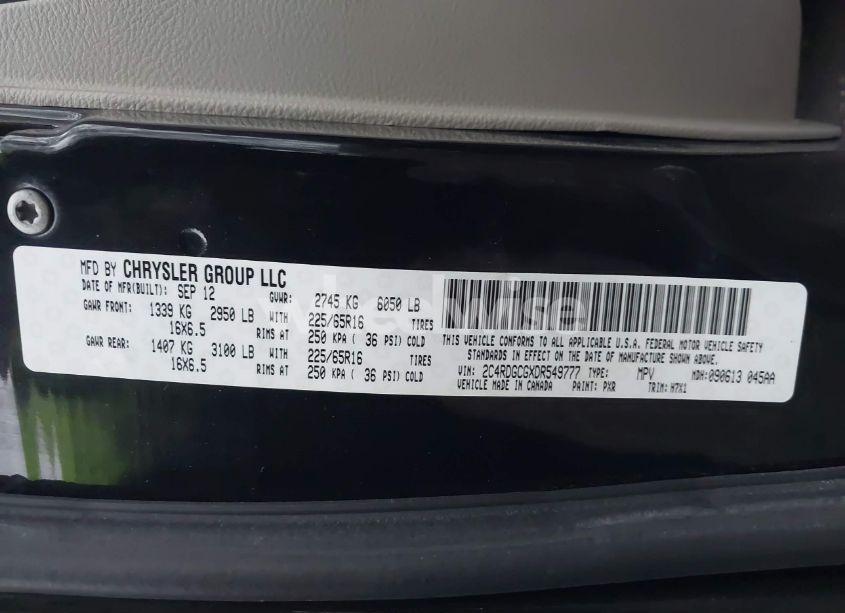 MFD BY CHRYSLER GROUP LLC
DATE OF MFR(BUILT): SEP 12 GVWR: 2745 KG 6050 LB
GAWR FRONT: 1339 KG 2950 LB WITH 225/65R16 TIRES
16X6.5 RIMS AT 250 KPA ( 36 PSI) COLD
GAWR REAR: 1407 KG 3100 LB WITH 225/65R16 TIRES
16X6.5 RIMS AT 250 KPA ( 36 PSI) COLD
THIS VEHICLE CONFORMS TO ALL APPLICABLE U.S.A. FEDERAL MOTOR VEHICLE SAFETY
STANDARDS IN EFFECT ON THE DATE OF MANUFACTURE SHOWN ABOVE.
VIN: 2C4RDGCGXDR549777 TYPE: MPV MDH:090613 045AA
VEHICLE MADE IN CANADA PAINT: PXR TRIM: H7X1
wheelwise